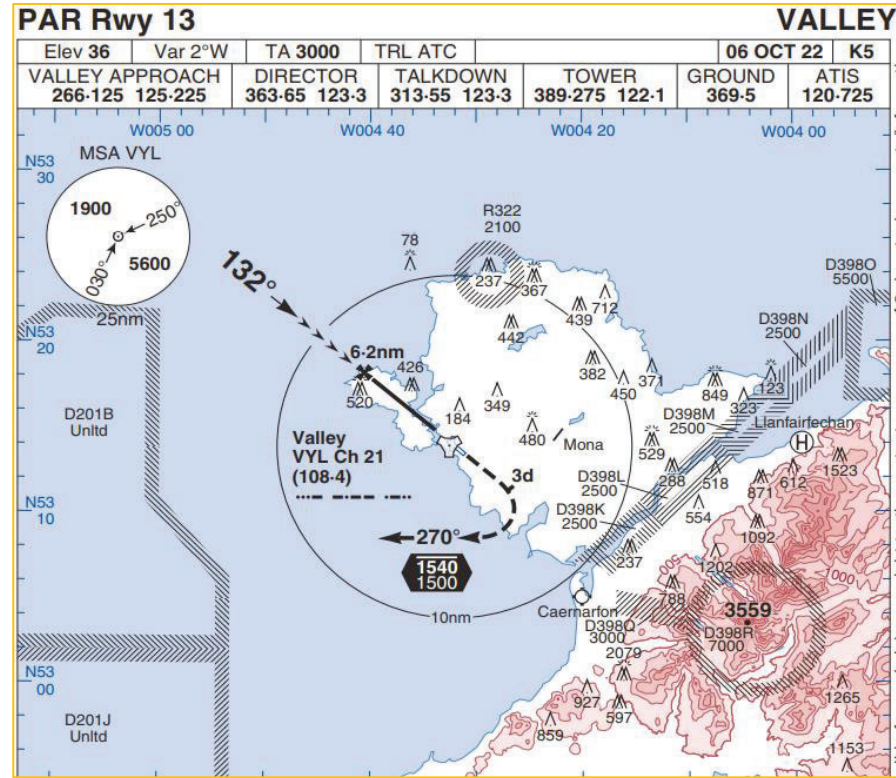 PAR Rwy 13 VALLEY
Elev 36 Var 2°W TA 3000 TRL ATC 06 OCT 22 K5
VALLEY APPROACH DIRECTOR TALKDOWN TOWER GROUND ATIS
266·125 125·225 363·65 123·3 313·55 123·3 389·275 122·1 369·5 120·725
W005 00 W004 40 W004 20 W004 00
MSA VYL
N53
30
1900
250°
5600
030°
25nm
R322
2100
78
237
367
132°
D398O
5500
712
439
D398N
2500
N53
20
442
6·2nm
426
382
371
450
849
123
520
349
323
D201B
Unltd
184
D398M
2500
Llanfairfechan
H
480
Mona
529
Valley
VYL Ch 21
(108·4)
3d
D398L
2500
288
518
612
1523
871
N53
10
D398K
2500
554
1092
270°
237
1202
1540
1500
500
1000
788
10nm
Caernarfon
3559
D398Q
3000
D398R
7000
2079
N53
00
927
597
1265
D201J
Unltd
859
1153